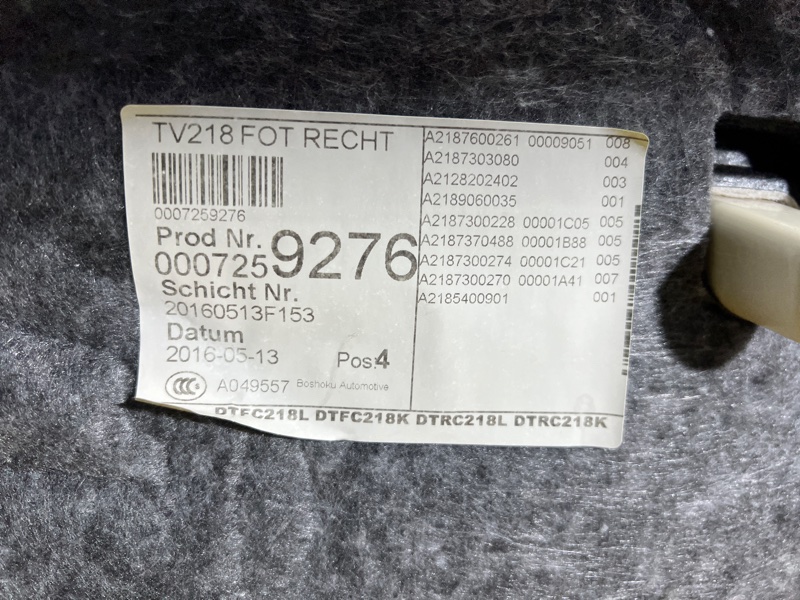 TV218 FOT RECHT
0007259276
Prod Nr.
0007259276
Schicht Nr.
20160513F153
Datum
2016-05-13
Pos:4
CCC A049557 Boshoku Automotive
A2187600261 00009051 008
A2187303080 004
A2128202402 003
A2189060035 001
A2187300228 00001C05 005
A2187370488 00001B88 005
A2187300274 00001C21 005
A2187300270 00001A41 007
A2185400901 001
DTFC218L DTFC218K DTRC218L DTRC218K